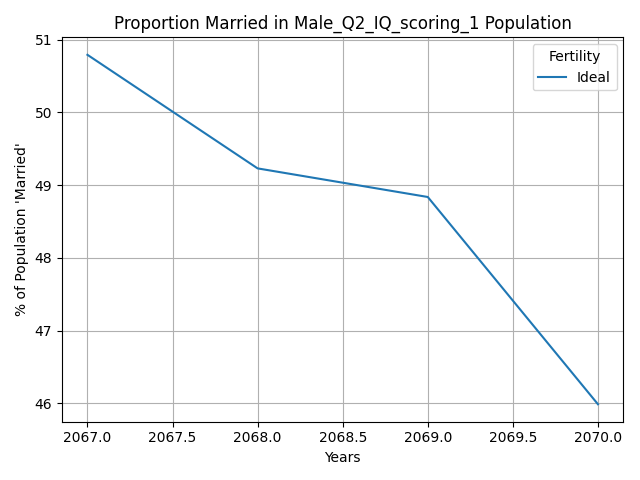 Proportion Married in Male_Q2_IQ_scoring_1 Population
Fertility
Ideal
% of Population 'Married'
51
50
49
48
47
46
2067.0 2067.5 2068.0 2068.5 2069.0 2069.5 2070.0
Years